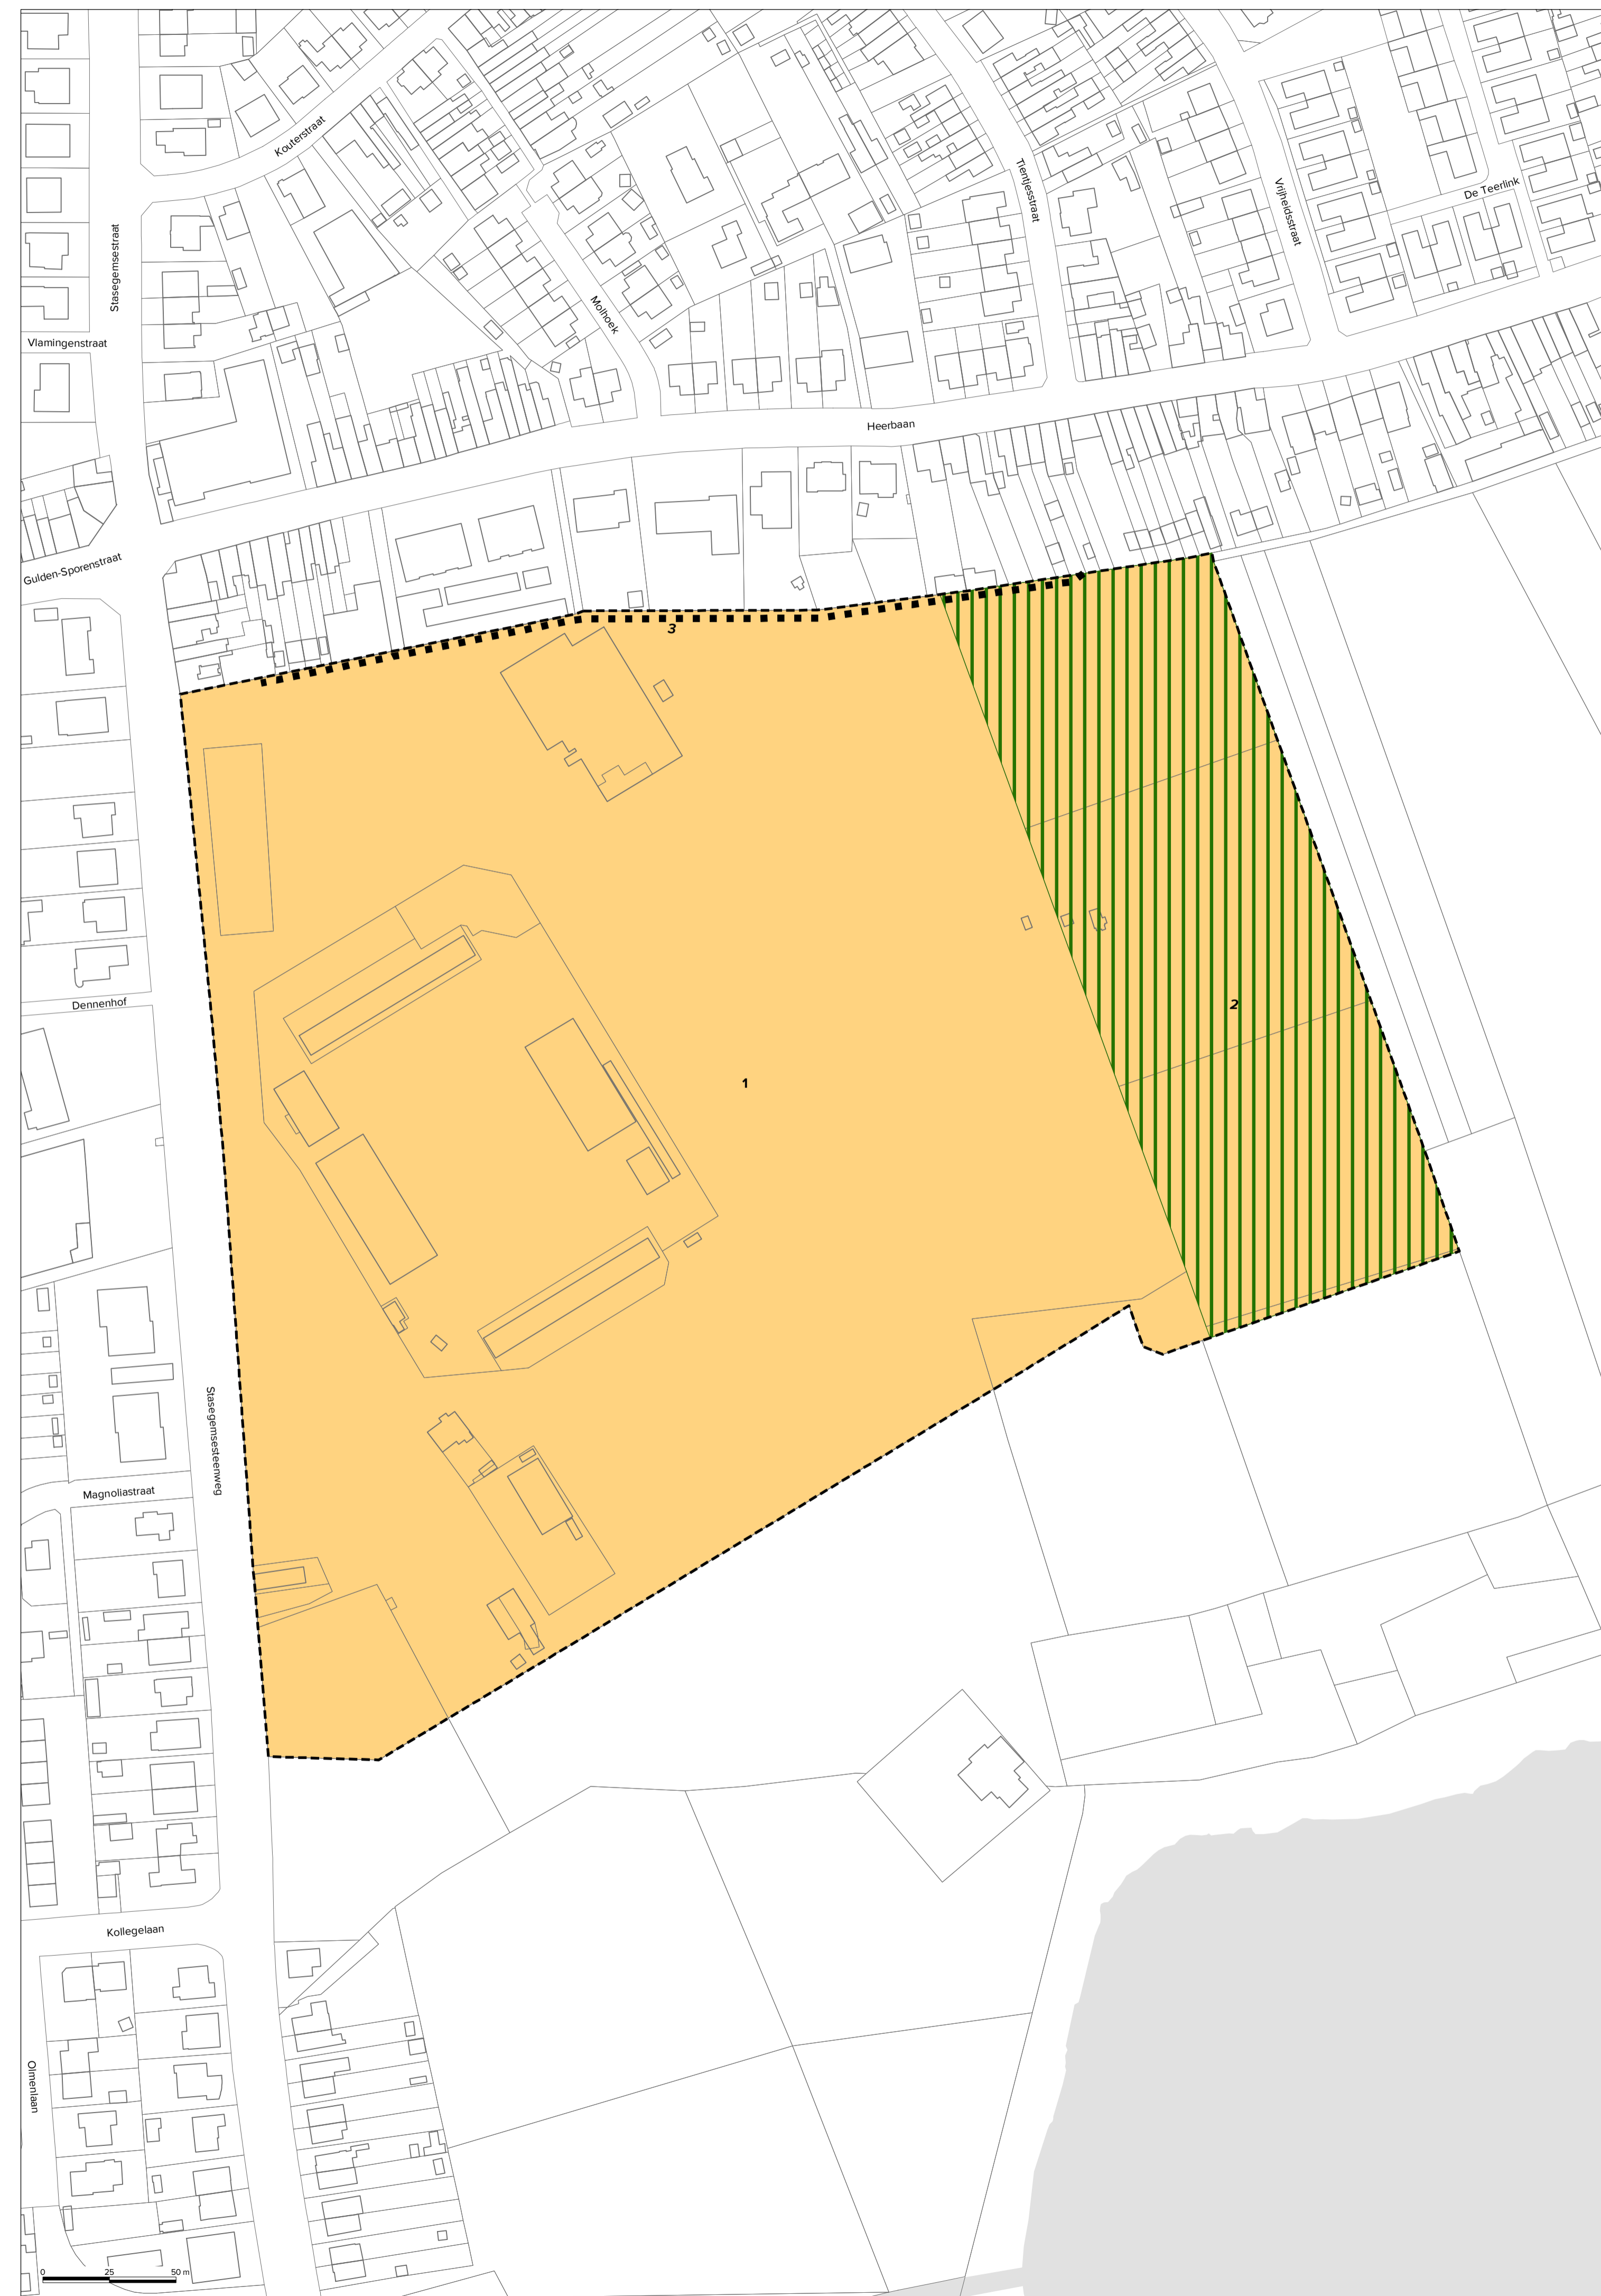 Kouterstraat
Tientjesstraat
Vrijheidsstraat
De Teerlink
Stasegemsestraat
Molhoek
Vlamingenstraat
Heerbaan
Gulden-Sporenstraat
3
Dennenhof
2
1
Stasegemsesteenweg
Magnoliastraat
Kollegelaan
Olmenlaan
0 25 50 m